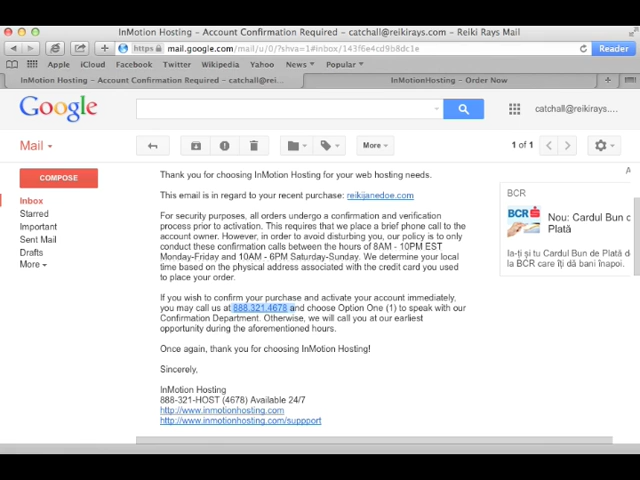 InMotion Hosting - Account Confirmation Required - catchall@reikirays.com - Reiki Rays Mail
https mail.google.com/mail/u/0/?shva=1#inbox/143f6e4cd9b8dc1e
Reader
Apple iCloud Facebook Twitter Wikipedia Yahoo News Popular
InMotion Hosting - Account Confirmation Required - catchall@rei...
InMotionHosting - Order Now
Google
catchall@reikirays....
Mail
More
1 of 1
COMPOSE
Inbox
Starred
Important
Sent Mail
Drafts
More
Thank you for choosing InMotion Hosting for your web hosting needs.
This email is in regard to your recent purchase: reikijanedoe.com
For security purposes, all orders undergo a confirmation and verification
process prior to activation. This requires that we place a brief phone call to the
account owner. However, in order to avoid disturbing you, our policy is to only
conduct these confirmation calls between the hours of 8AM - 10PM EST
Monday-Friday and 10AM - 6PM Saturday-Sunday. We determine your local
time based on the physical address associated with the credit card you used
to place your order.
If you wish to confirm your purchase and activate your account immediately,
you may call us at 888.321.4678 and choose Option One (1) to speak with our
Confirmation Department. Otherwise, we will call you at our earliest
opportunity during the aforementioned hours.
Once again, thank you for choosing InMotion Hosting!
Sincerely,
InMotion Hosting
888-321-HOST (4678) Available 24/7
http://www.inmotionhosting.com
http://www.inmotionhosting.com/suppport
A
BCR
BCR
Nou: Cardul Bun de
Plată
Ia-ți și tu Cardul Bun de Plată
la BCR care îți dă bani înapoi.